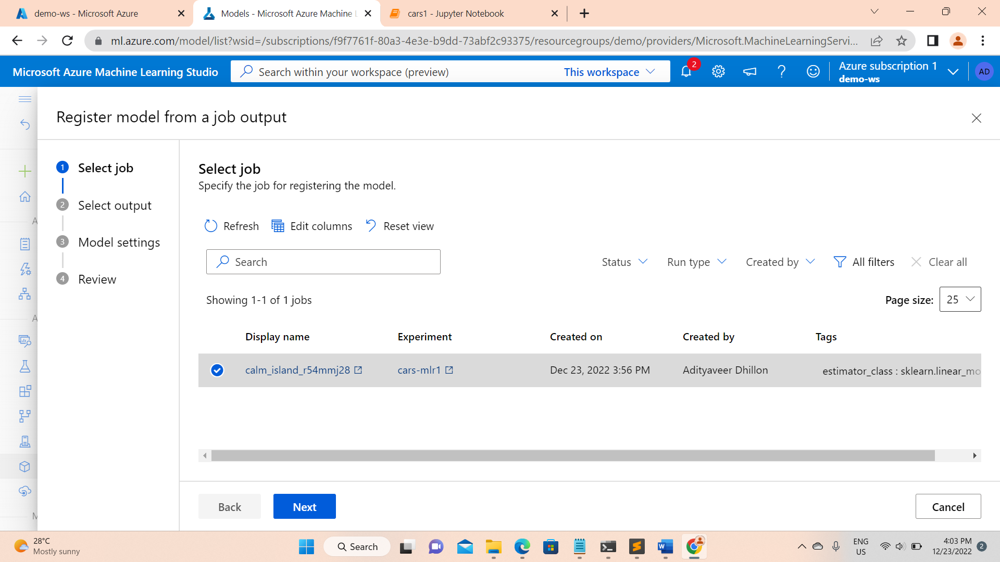 demo-ws - Microsoft Azure
Models - Microsoft Azure Machine L
cars1 - Jupyter Notebook
ml.azure.com/model/list?wsid=/subscriptions/f9f7761f-80a3-4e3e-b9dd-73abf2c93375/resourcegroups/demo/providers/Microsoft.MachineLearningServi...
Microsoft Azure Machine Learning Studio
Search within your workspace (preview)
This workspace
2
Azure subscription 1
demo-ws
AD
Register model from a job output
1 Select job
2 Select output
3 Model settings
4 Review
A
A
M
Select job
Specify the job for registering the model.
Refresh
Edit columns
Reset view
Search
Status
Run type
Created by
All filters
Clear all
Showing 1-1 of 1 jobs
Page size: 25
Display name Experiment Created on Created by Tags
calm_island_r54mmj28 cars-mlr1 Dec 23, 2022 3:56 PM Adityaveer Dhillon estimator_class : sklearn.linear_mo
Back
Next
Cancel
28°C
Mostly sunny
Search
ENG
US
4:03 PM
12/23/2022
2